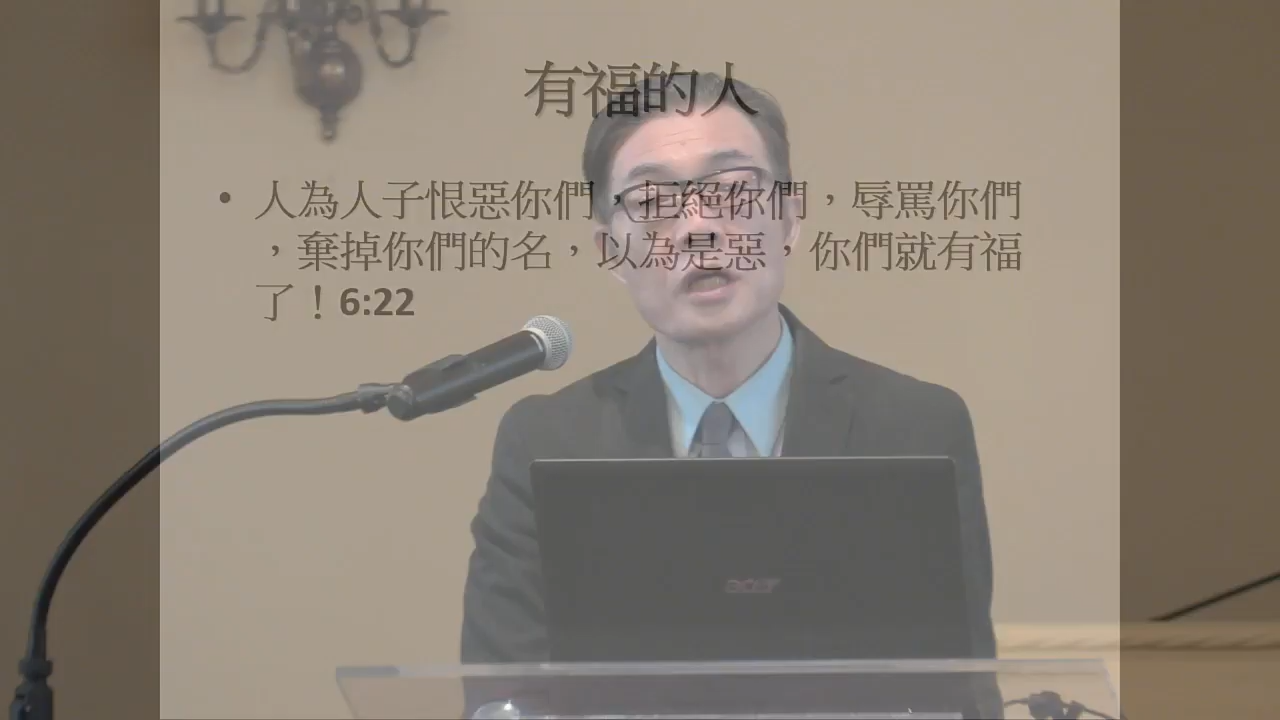 有福的人
• 人為人子恨惡你們，拒絕你們，辱罵你們
，棄掉你們的名，以為是惡，你們就有福
了！6:22
acer